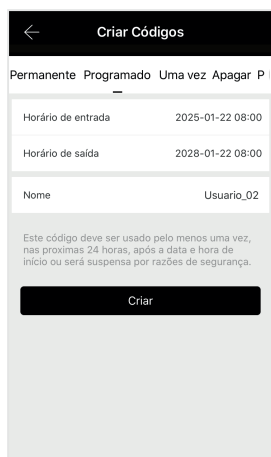 Criar Códigos
Permanente Programado Uma vez Apagar P
Horário de entrada 2025-01-22 08:00
Horário de saída 2028-01-22 08:00
Nome Usuario_02
Este código deve ser usado pelo menos uma vez,
nas proximas 24 horas, após a data e hora de
início ou será suspensa por razões de segurança.
Criar